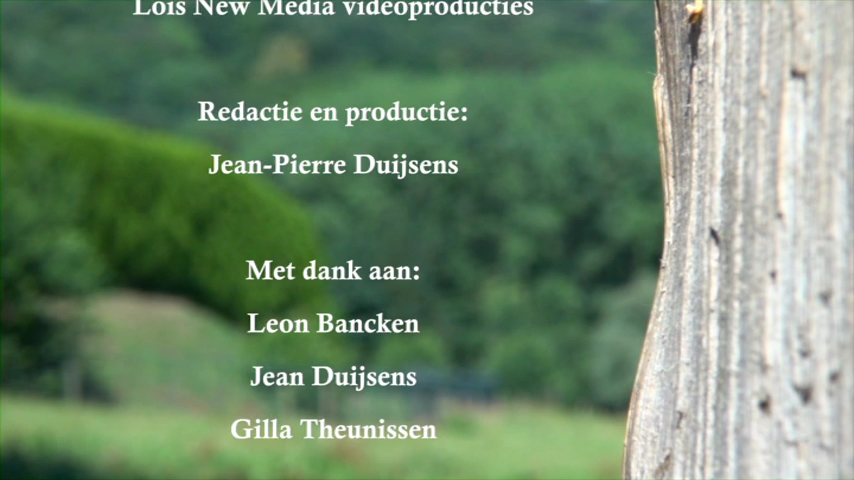 Lois New Media videoproducties
Redactie en productie:
Jean-Pierre Duijsens
Met dank aan:
Leon Bancken
Jean Duijsens
Gilla Theunissen